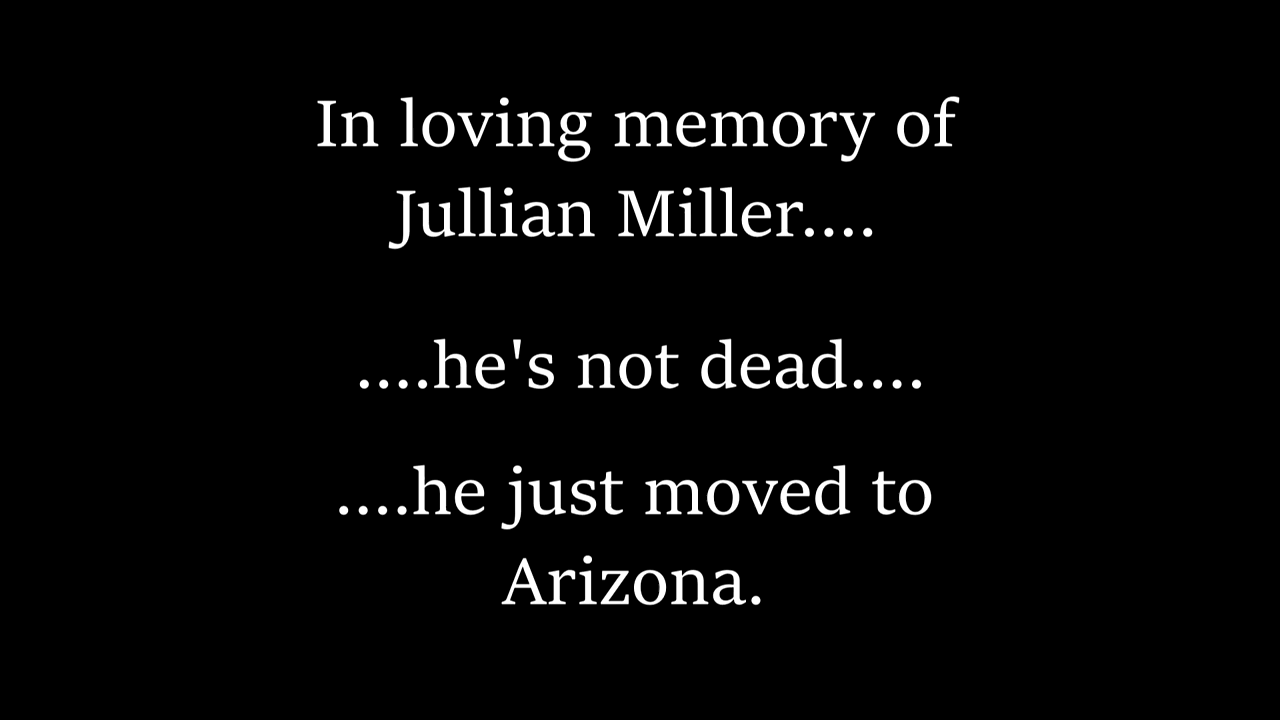 In loving memory of
Jullian Miller....
....he's not dead....
....he just moved to
Arizona.